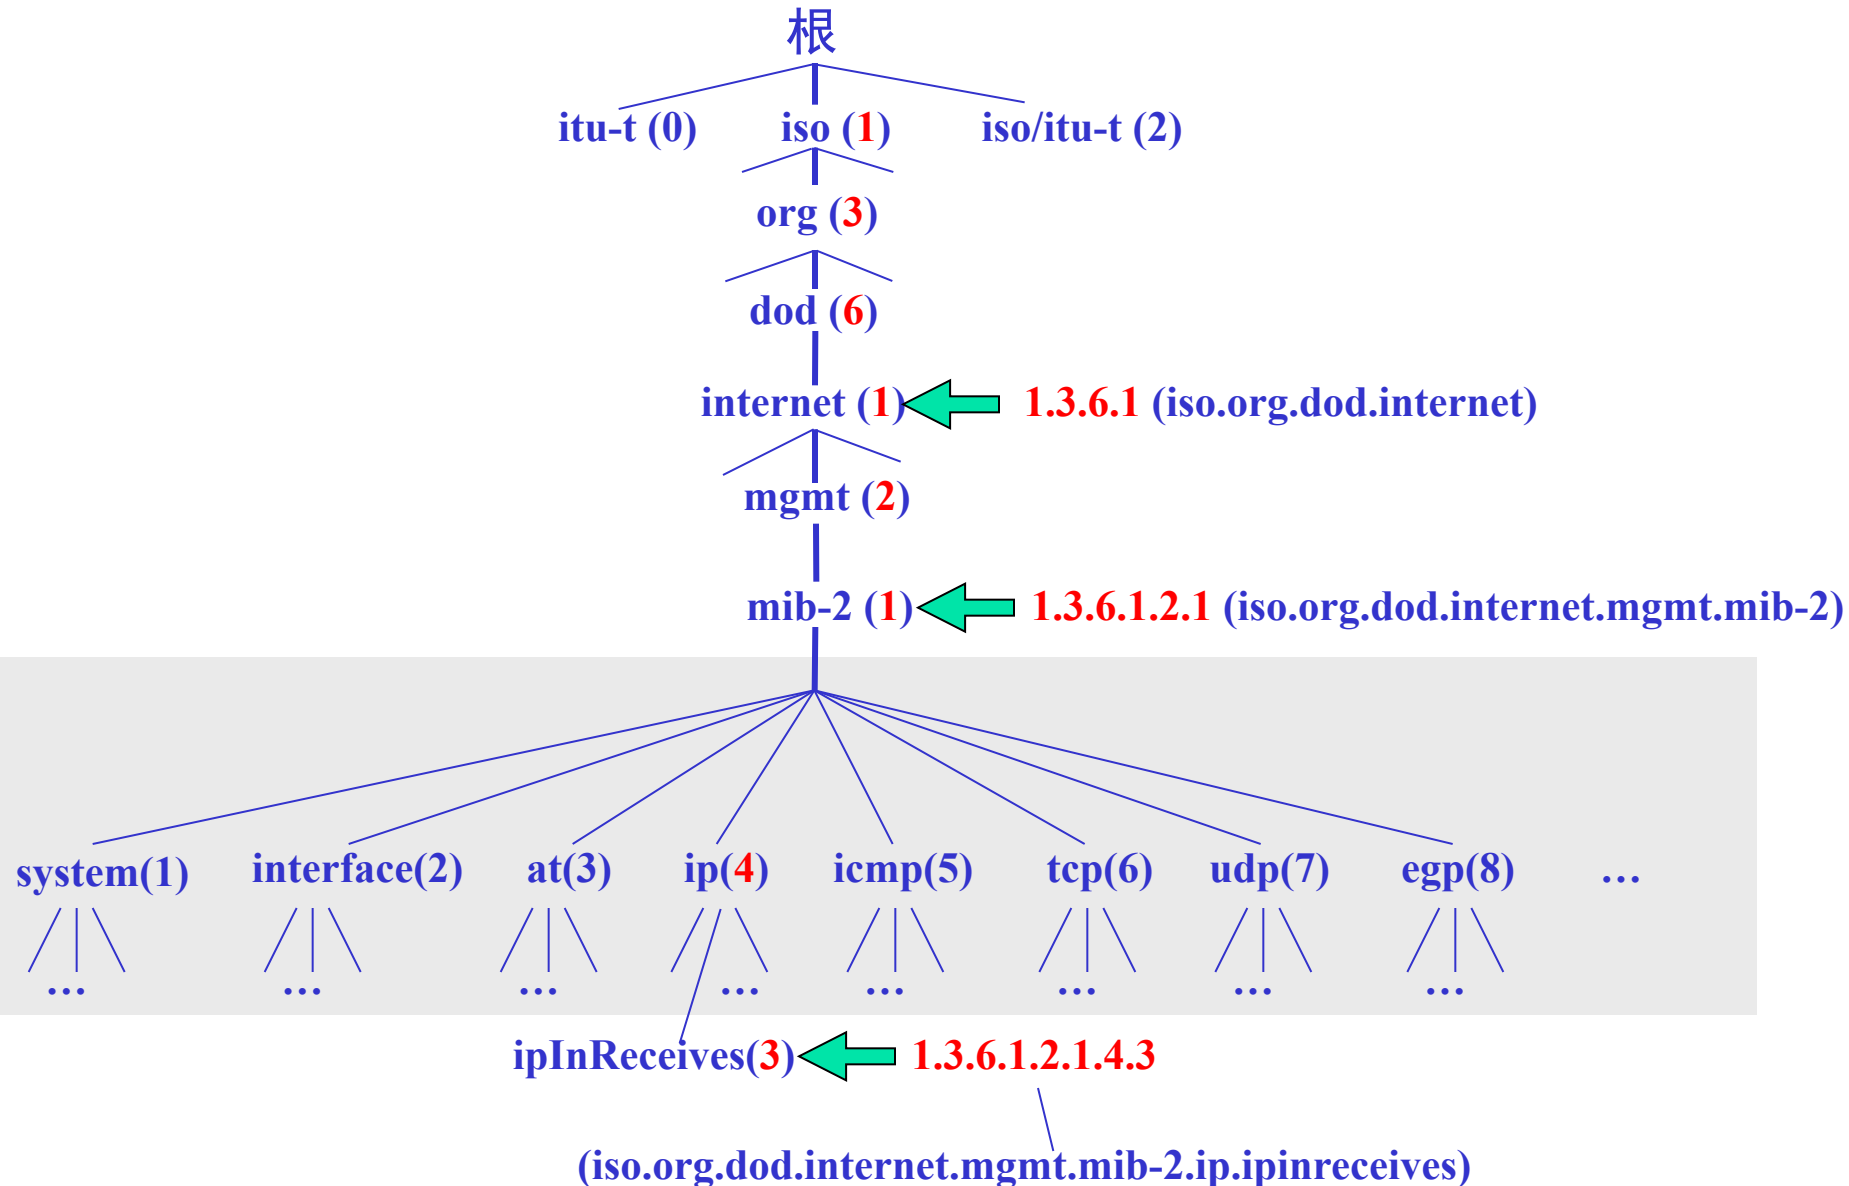 根
itu-t (0) iso (1) iso/itu-t (2)
org (3)
dod (6)
internet (1) 1.3.6.1 (iso.org.dod.internet)
mgmt (2)
mib-2 (1) 1.3.6.1.2.1 (iso.org.dod.internet.mgmt.mib-2)
system(1) interface(2) at(3) ip(4) icmp(5) tcp(6) udp(7) egp(8) …
… … … … … … … …
ipInReceives(3) 1.3.6.1.2.1.4.3
(iso.org.dod.internet.mgmt.mib-2.ip.ipinreceives)